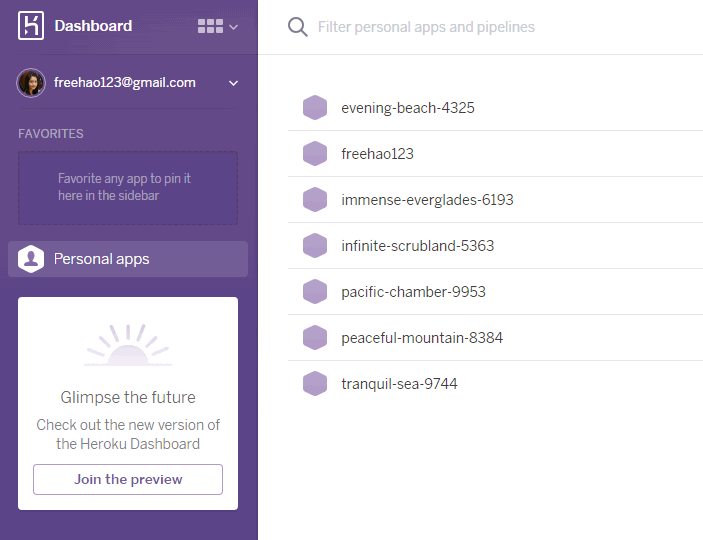 Dashboard
freehao123@gmail.com
FAVORITES
Favorite any app to pin it
here in the sidebar
Personal apps
Glimpse the future
Check out the new version of
the Heroku Dashboard
Join the preview
Filter personal apps and pipelines
evening-beach-4325
freehao123
immense-everglades-6193
infinite-scrubland-5363
pacific-chamber-9953
peaceful-mountain-8384
tranquil-sea-9744